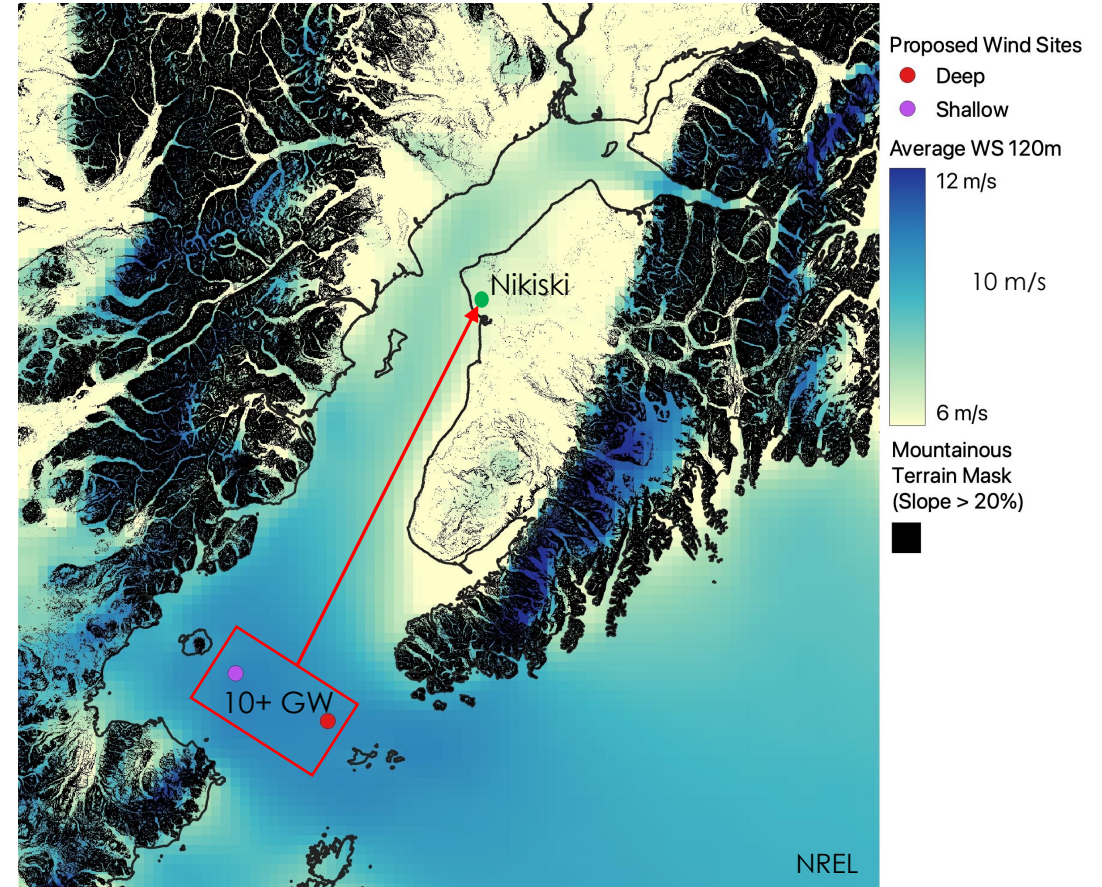 Proposed Wind Sites
Deep
Shallow
Average WS 120m
12 m/s
10 m/s
6 m/s
Mountainous
Terrain Mask
(Slope > 20%)
Nikiski
10+ GW
NREL